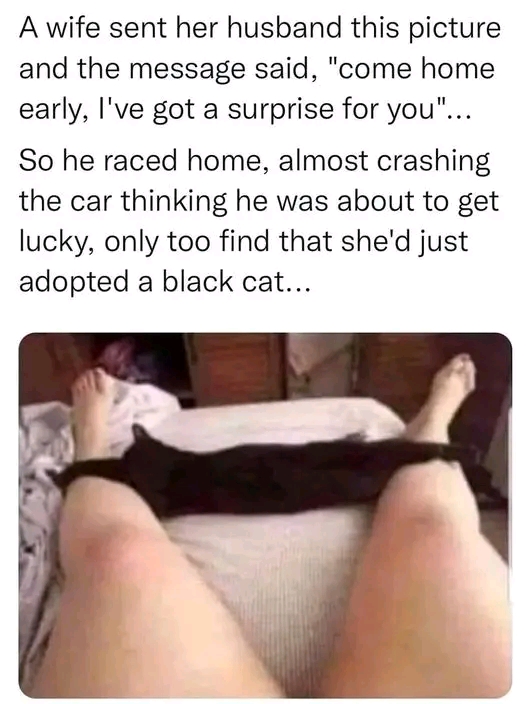 A wife sent her husband this picture
and the message said, "come home
early, I've got a surprise for you"...
So he raced home, almost crashing
the car thinking he was about to get
lucky, only too find that she'd just
adopted a black cat...